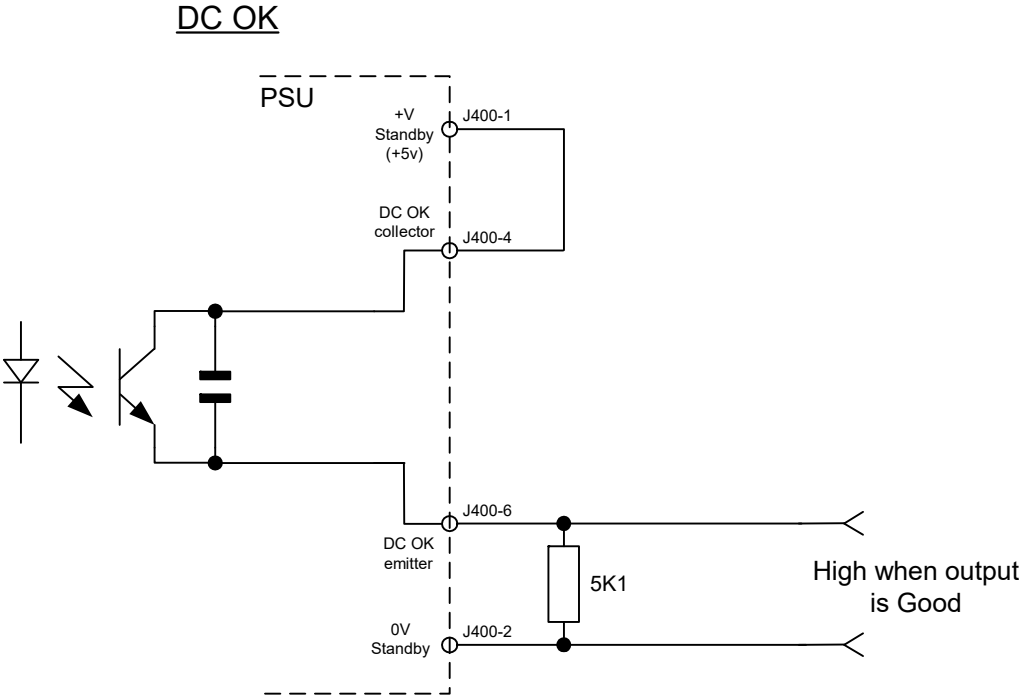 DC OK
PSU
+V
Standby
(+5v)
J400-1
DC OK
collector
J400-4
J400-6
DC OK
emitter
5K1
High when output
is Good
0V
Standby
J400-2